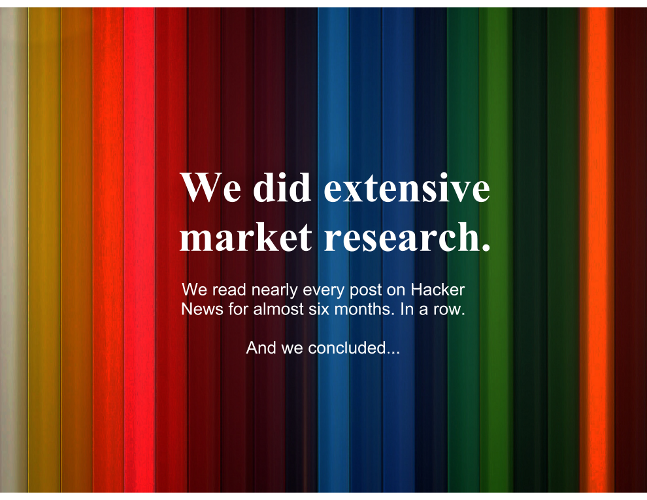 We did extensive
market research.
We read nearly every post on Hacker
News for almost six months. In a row.
And we concluded...